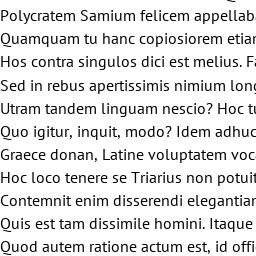 Polycratem Samium felicem appellab
Quamquam tu hanc copiosiorem etiar
Hos contra singulos dici est melius. Fa
Sed in rebus apertissimis nimium long
Utram tandem linguam nescio? Hoc tu
Quo igitur, inquit, modo? Idem adhuc
Graece donan, Latine voluptatem voca
Hoc loco tenere se Triarius non potuit
Contemnit enim disserendi elegantiar
Quis est tam dissimile homini. Itaque
Quod autem ratione actum est, id offi